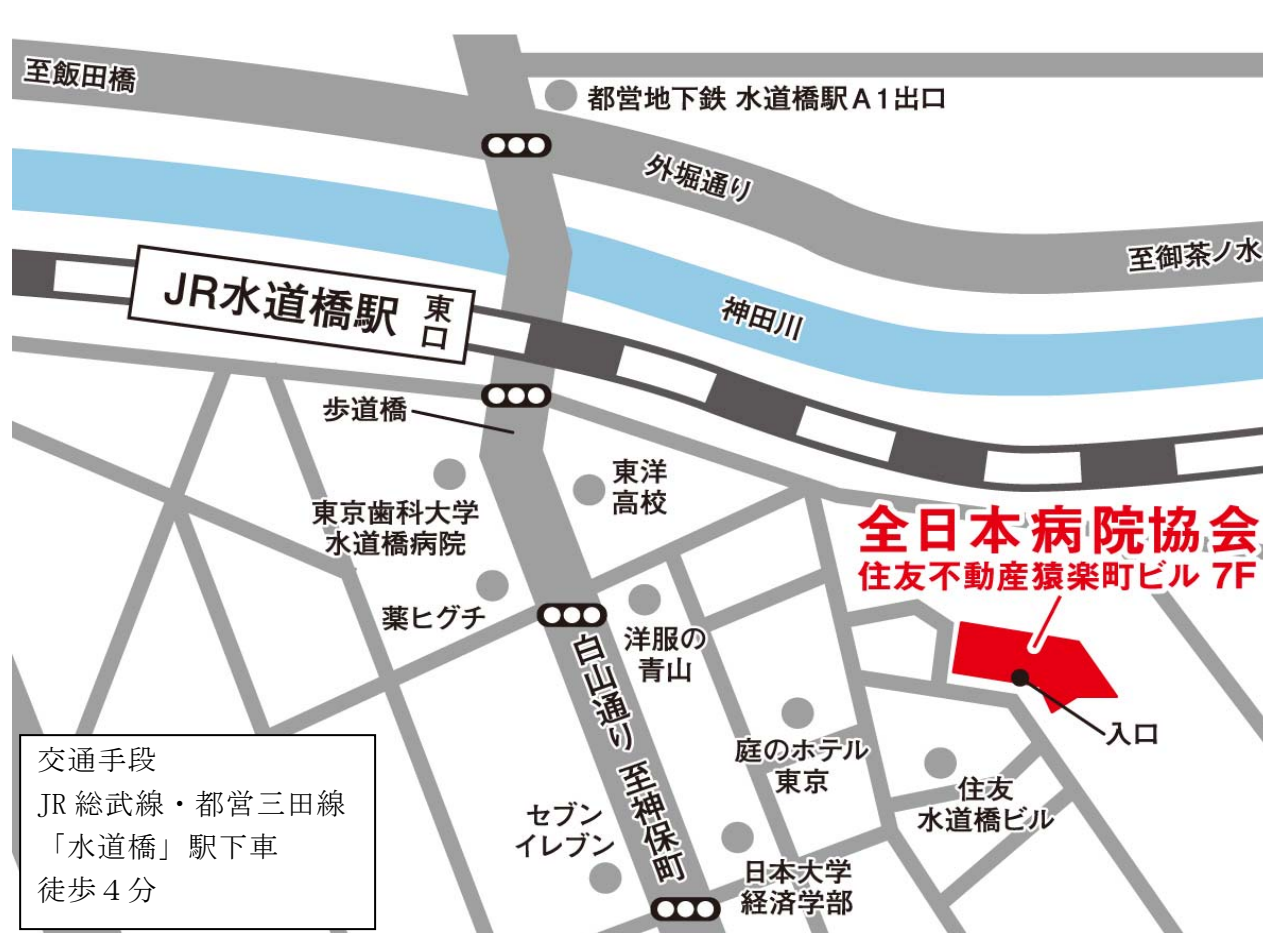 至飯田橋
都営地下鉄 水道橋駅A1出口
外堀通り
至御茶ノ水
JR水道橋駅 東口
神田川
歩道橋
東洋
高校
東京歯科大学
水道橋病院
全日本病院協会
住友不動産猿楽町ビル 7F
薬ヒグチ
洋服の
青山
白山通り 至神保町
入口
庭のホテル
東京
住友
水道橋ビル
セブン
イレブン
日本大学
経済学部
交通手段
JR 総武線・都営三田線
「水道橋」駅下車
徒歩４分